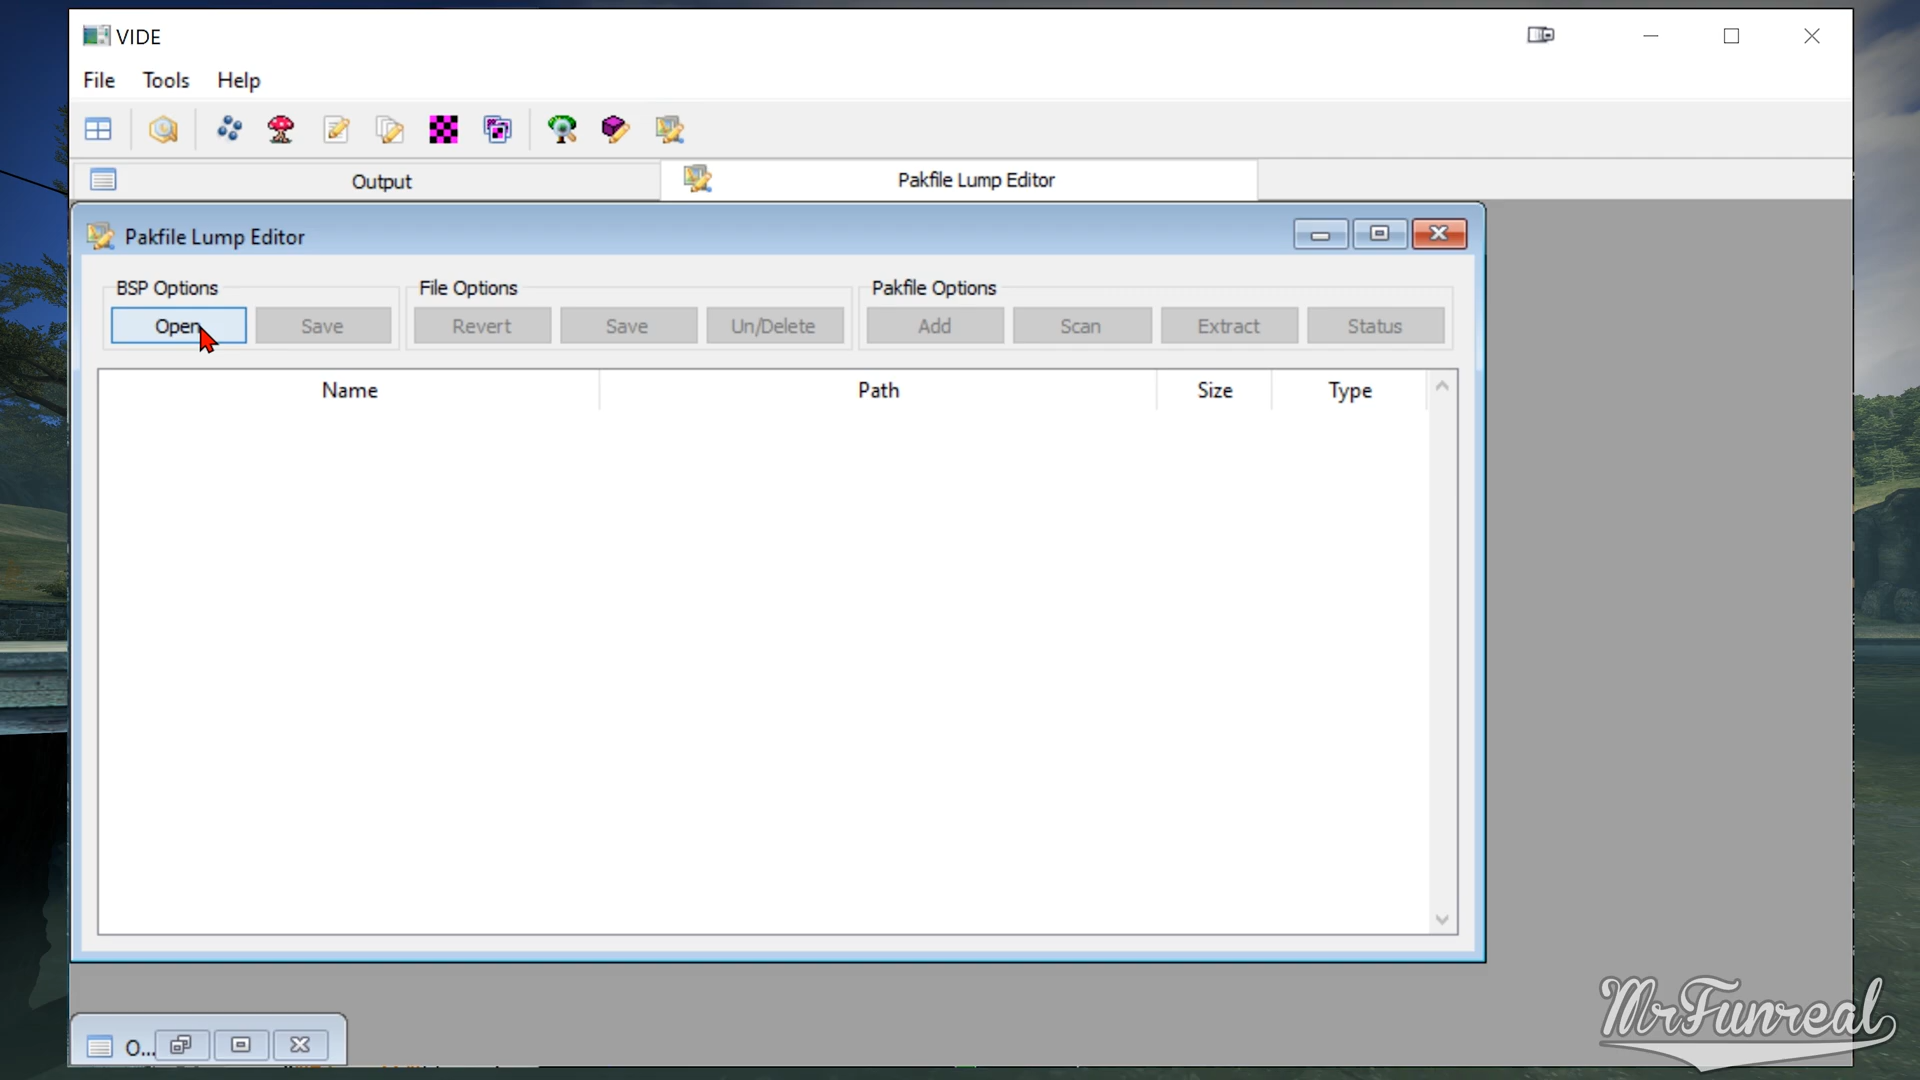 VIDE
File Tools Help
Output Pakfile Lump Editor
Pakfile Lump Editor
BSP Options File Options Pakfile Options
Open Save Revert Save Un/Delete Add Scan Extract Status
Name Path Size Type
O...
MrFunreal